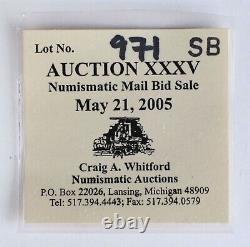 Lot No. 971 SB
AUCTION XXXV
Numismatic Mail Bid Sale
May 21, 2005
Craig A. Whitford
Numismatic Auctions
P.O. Box 22026, Lansing, Michigan 48909
Tel: 517.394.4443; Fax: 517.394.0579